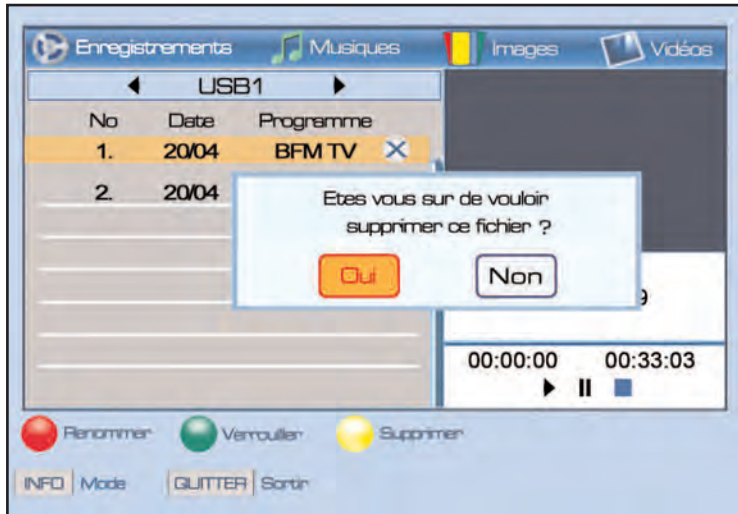 Enregistrements Musiques Images Vidéos
USB1
No Date Programme
1. 20/04 BFM TV
2. 20/04
Etes vous sur de vouloir
supprimer ce fichier ?
Oui Non
9
00:00:00 00:33:03
Renommer Verrouiller Supprimer
INFO Mode QUITTER Sortir